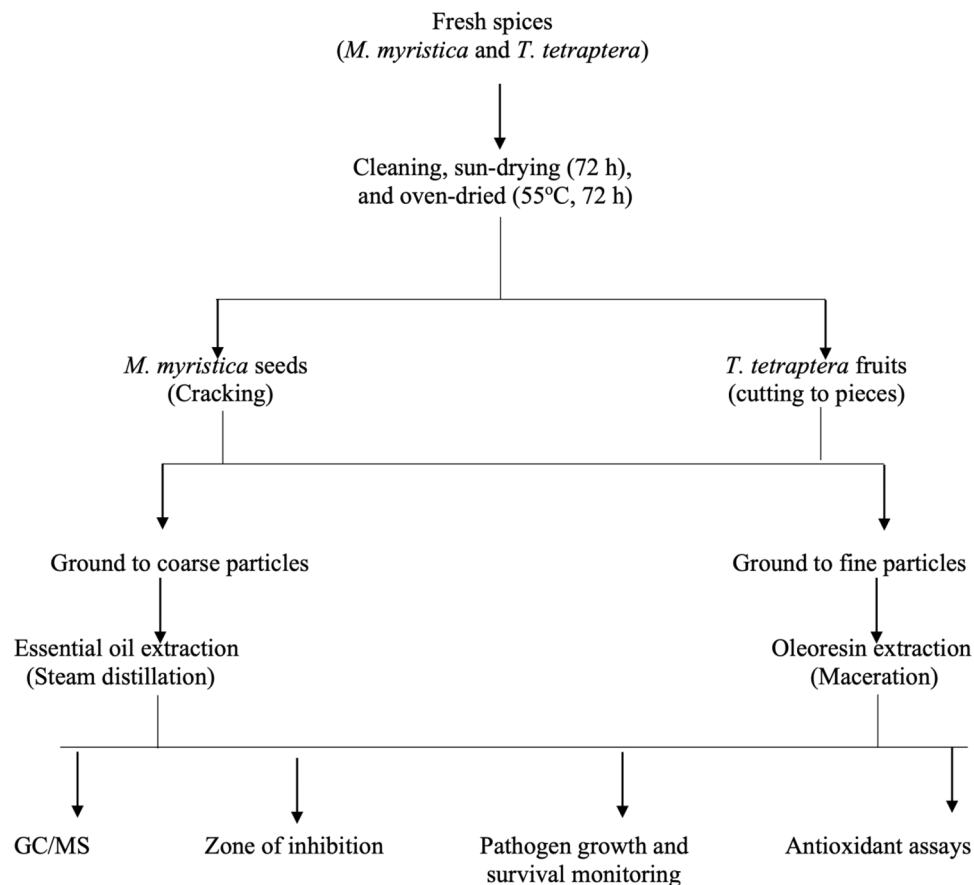 Fresh spices
(M. myristica and T. tetraptera)
Cleaning, sun-drying (72 h),
and oven-dried (55ºC, 72 h)
M. myristica seeds
(Cracking)
T. tetraptera fruits
(cutting to pieces)
Ground to coarse particles
Ground to fine particles
Essential oil extraction
(Steam distillation)
Oleoresin extraction
(Maceration)
GC/MS
Zone of inhibition
Pathogen growth and
survival monitoring
Antioxidant assays